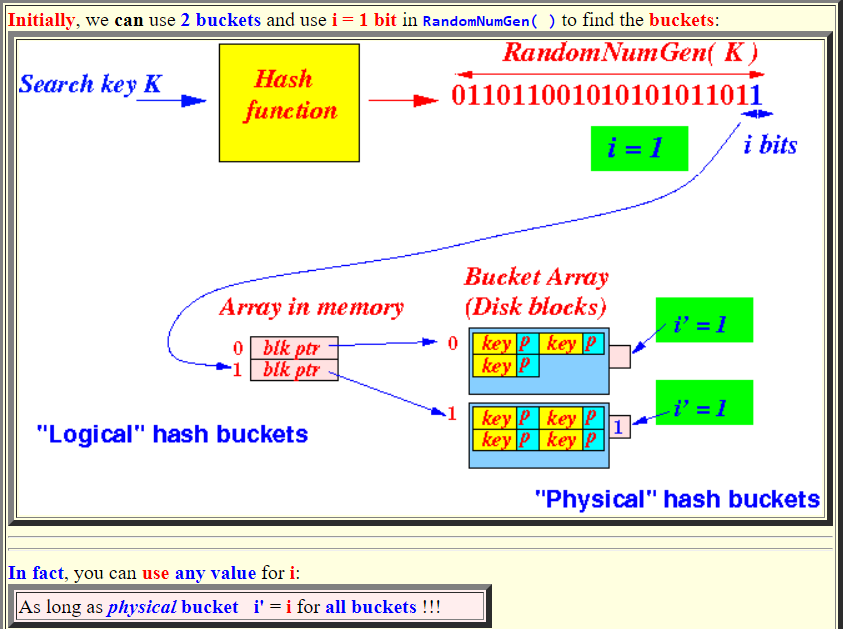 Initially, we can use 2 buckets and use i = 1 bit in RandomNumGen( ) to find the buckets:
RandomNumGen( K )
Search key K
Hash
function
0110110010101010110​11
i = 1
i bits
Bucket Array
(Disk blocks)
Array in memory
i' = 1
0 blk ptr
0 key p key p
key p
1 blk ptr
i' = 1
1 key p key p
key p key p
1
"Logical" hash buckets
"Physical" hash buckets
In fact, you can use any value for i:
As long as physical bucket i' = i for all buckets !!!